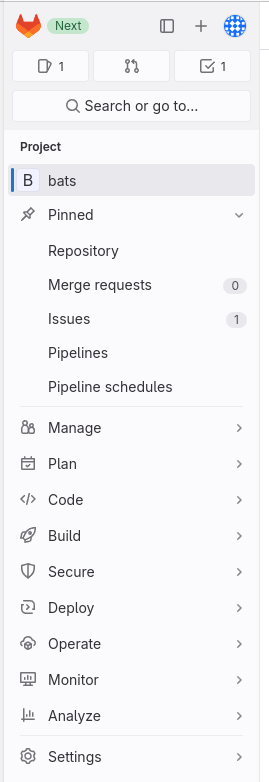 Next
1
1
Search or go to...
Project
B bats
Pinned
Repository
Merge requests 0
Issues 1
Pipelines
Pipeline schedules
Manage
Plan
Code
Build
Secure
Deploy
Operate
Monitor
Analyze
Settings